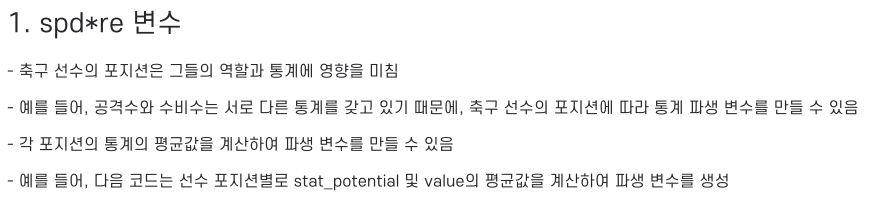 1. spd*re 변수
- 축구 선수의 포지션은 그들의 역할과 통계에 영향을 미침
- 예를 들어, 공격수와 수비수는 서로 다른 통계를 갖고 있기 때문에, 축구 선수의 포지션에 따라 통계 파생 변수를 만들 수 있음
- 각 포지션의 통계의 평균값을 계산하여 파생 변수를 만들 수 있음
- 예를 들어, 다음 코드는 선수 포지션별로 stat_potential 및 value의 평균값을 계산하여 파생 변수를 생성